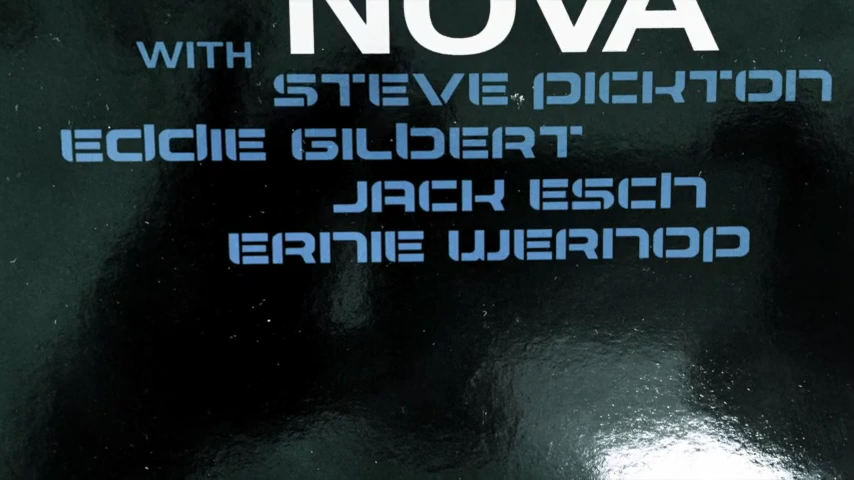 NOVA
WITH
STEVE PICKTON
EDDIE GILBERT
JACK ESCH
ERNIE WERNOP